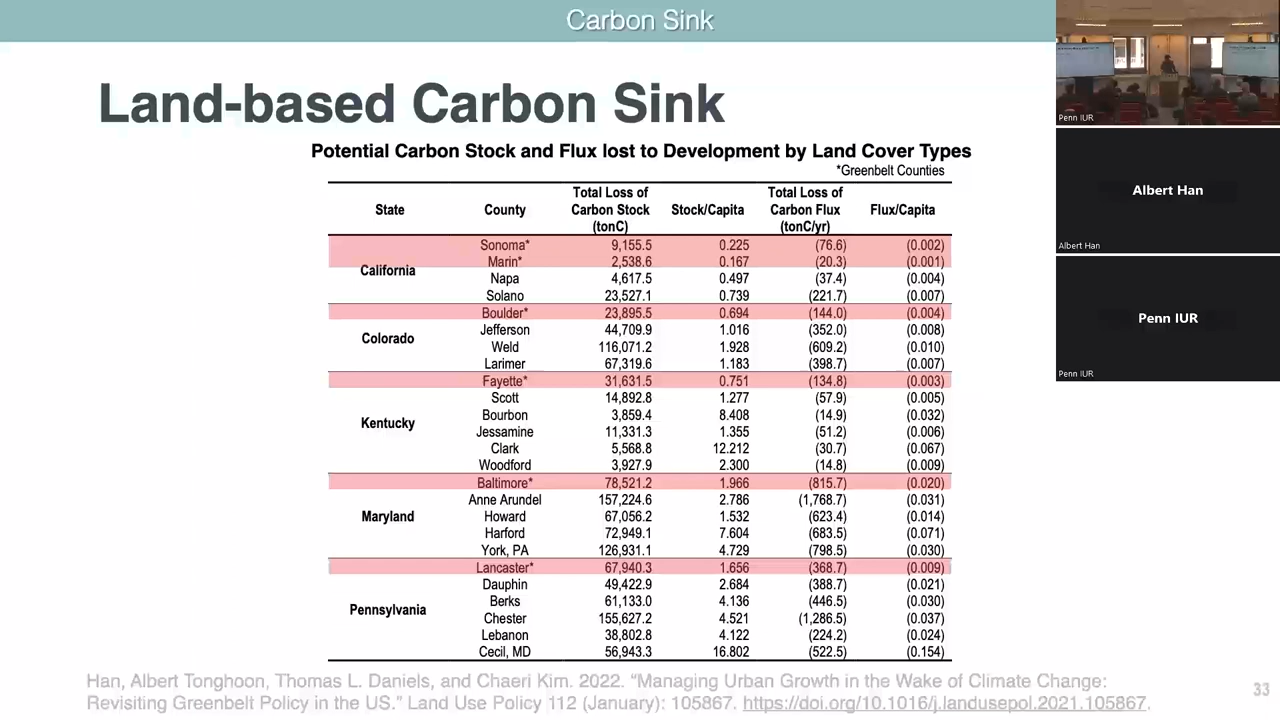 Carbon Sink
Land-based Carbon Sink
Potential Carbon Stock and Flux lost to Development by Land Cover Types
*Greenbelt Counties
State County Total Loss of Carbon Stock (tonC) Stock/Capita Total Loss of Carbon Flux (tonC/yr) Flux/Capita
California
Sonoma* 9,155.5 0.225 (76.6) (0.002)
Marin* 2,538.6 0.167 (20.3) (0.001)
Napa 4,617.5 0.497 (37.4) (0.004)
Solano 23,527.1 0.739 (221.7) (0.007)
Colorado
Boulder* 23,895.5 0.694 (144.0) (0.004)
Jefferson 44,709.9 1.016 (352.0) (0.008)
Weld 116,071.2 1.928 (609.2) (0.010)
Larimer 67,319.6 1.183 (398.7) (0.007)
Kentucky
Fayette* 31,631.5 0.751 (134.8) (0.003)
Scott 14,892.8 1.277 (57.9) (0.005)
Bourbon 3,859.4 8.408 (14.9) (0.032)
Jessamine 11,331.3 1.355 (51.2) (0.006)
Clark 5,568.8 12.212 (30.7) (0.067)
Woodford 3,927.9 2.300 (14.8) (0.009)
Maryland
Baltimore* 78,521.2 1.966 (815.7) (0.020)
Anne Arundel 157,224.6 2.786 (1,768.7) (0.031)
Howard 67,056.2 1.532 (623.4) (0.014)
Harford 72,949.1 7.604 (683.5) (0.071)
York, PA 126,931.1 4.729 (798.5) (0.030)
Pennsylvania
Lancaster* 67,940.3 1.656 (368.7) (0.009)
Dauphin 49,422.9 2.684 (388.7) (0.021)
Berks 61,133.0 4.136 (446.5) (0.030)
Chester 155,627.2 4.521 (1,286.5) (0.037)
Lebanon 38,802.8 4.122 (224.2) (0.024)
Cecil, MD 56,943.3 16.802 (522.5) (0.154)
Han, Albert Tonghoon, Thomas L. Daniels, and Chaeri Kim. 2022. “Managing Urban Growth in the Wake of Climate Change:
Revisiting Greenbelt Policy in the US.” Land Use Policy 112 (January): 105867. https://doi.org/10.1016/j.landusepol.2021.105867.
33
Penn IUR
Albert Han
Albert Han
Penn IUR
Penn IUR